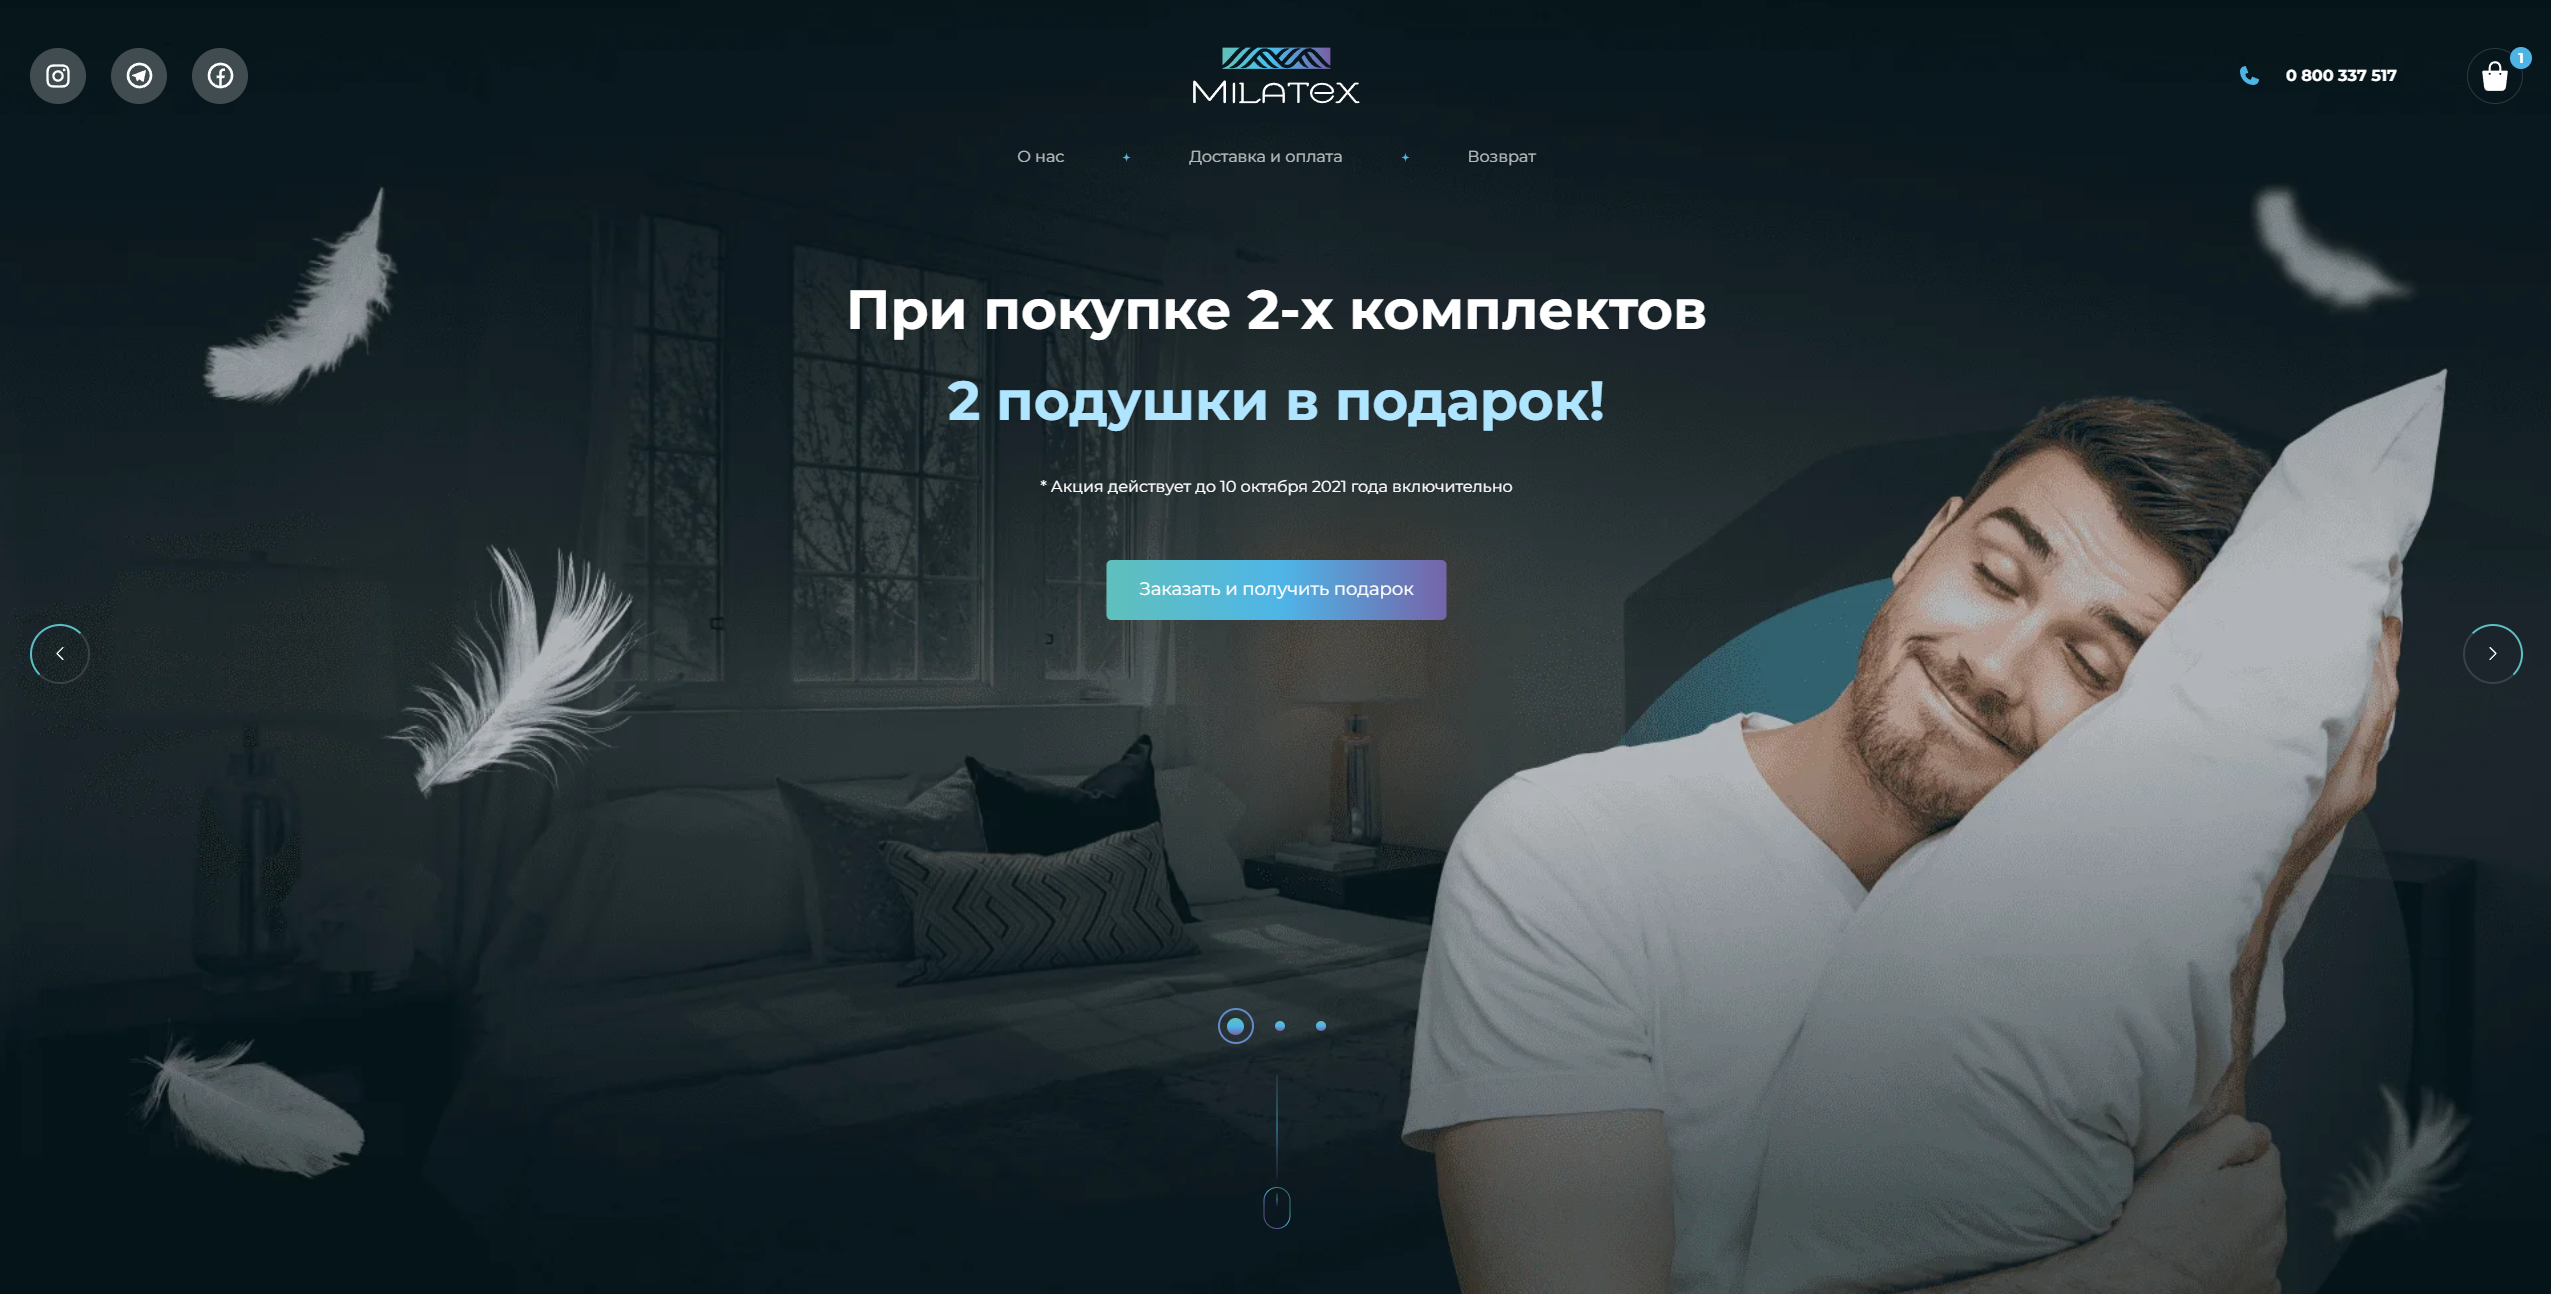 MILATEX
0 800 337 517
1
О нас
Доставка и оплата
Возврат
При покупке 2-х комплектов
2 подушки в подарок!
* Акция действует до 10 октября 2021 года включительно
Заказать и получить подарок